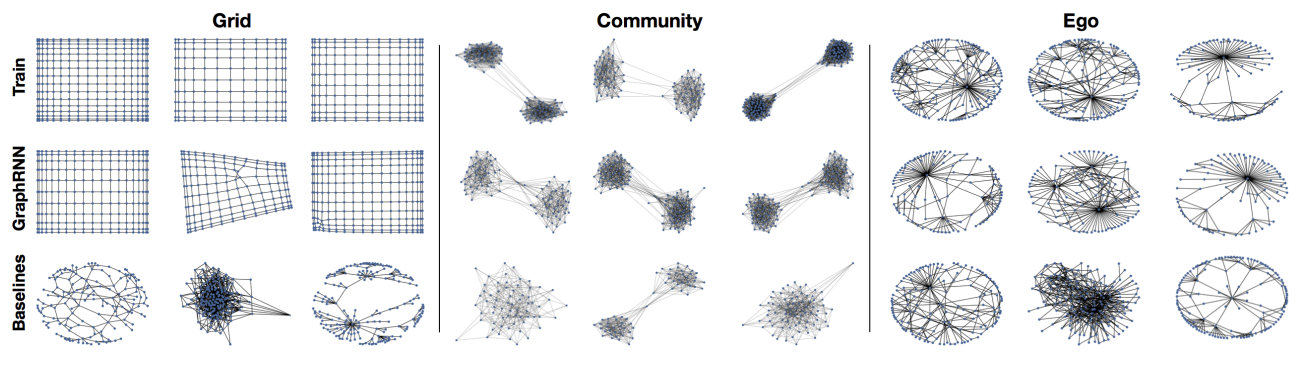 Grid
Community
Ego
Train
GraphRNN
Baselines